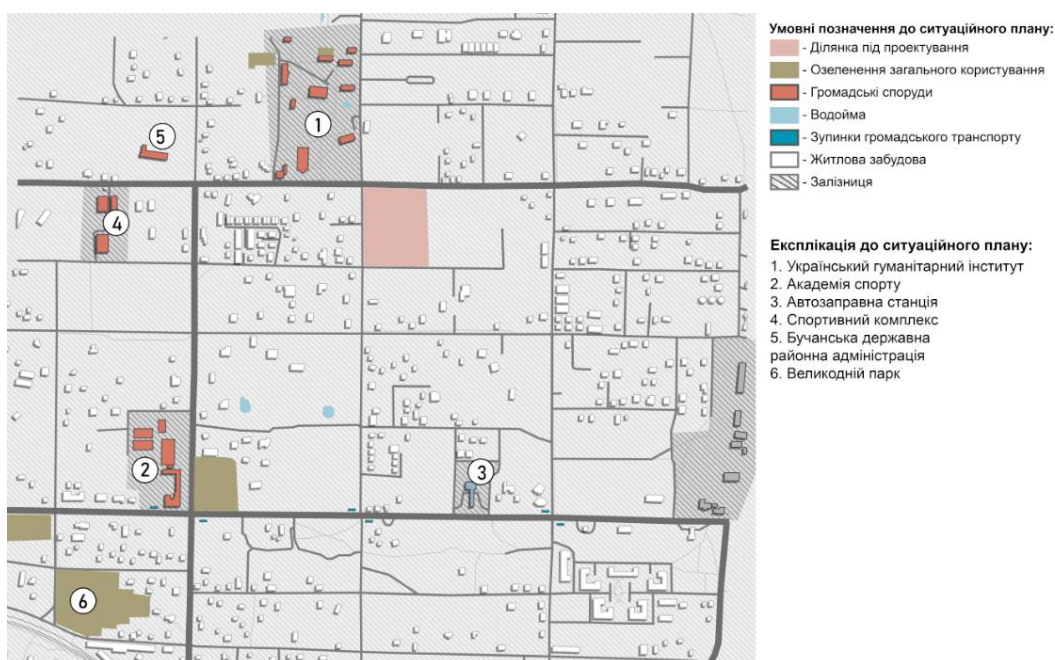 Умовні позначення до ситуаційного плану:
- Ділянка під проектування
- Озеленення загального користування
- Громадські споруди
- Водойма
- Зупинки громадського транспорту
- Житлова забудова
- Залізниця
Експлікація до ситуаційного плану:
1. Український гуманітарний інститут
2. Академія спорту
3. Автозаправна станція
4. Спортивний комплекс
5. Бучанська державна
районна адміністрація
6. Великодній парк
1
5
4
2
3
6